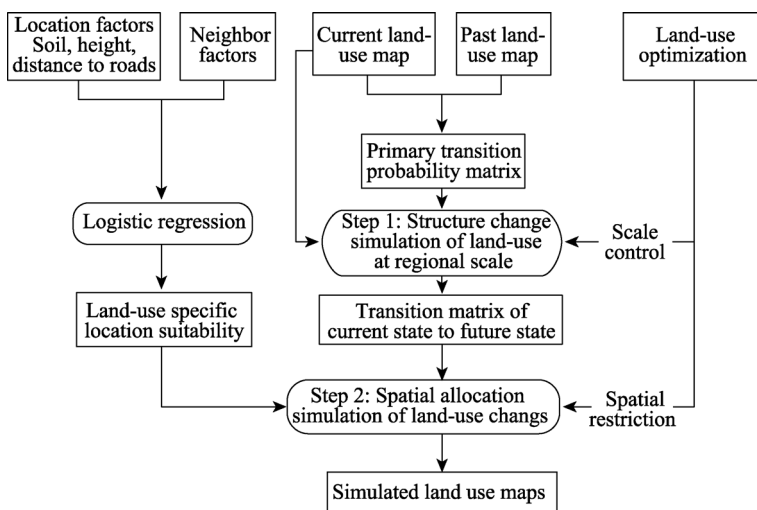 Location factors
Soil, height,
distance to roads
Neighbor
factors
Current land-
use map
Past land-
use map
Land-use
optimization
Primary transition
probability matrix
Logistic regression
Step 1: Structure change
simulation of land-use
at regional scale
Scale
control
Land-use specific
location suitability
Transition matrix of
current state to future state
Step 2: Spatial allocation
simulation of land-use changs
Spatial
restriction
Simulated land use maps